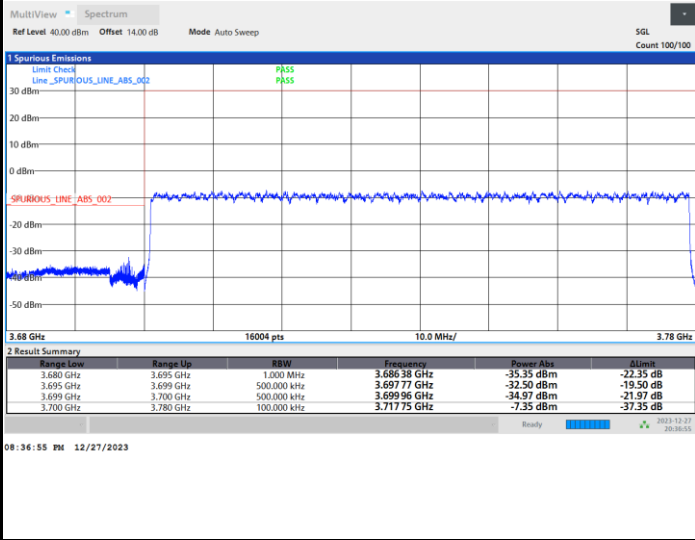 MultiView Spectrum
Ref Level 40.00 dBm Offset 14.00 dB Mode Auto Sweep SGL
Count 100/100
1 Spurious Emissions
Limit Check PASS
Line _SPURIOUS_LINE_ABS_002 PASS
30 dBm
20 dBm
10 dBm
0 dBm
_SPURIOUS_LINE_ABS_002
-20 dBm
-30 dBm
-40 dBm
-50 dBm
3.68 GHz 16004 pts 10.0 MHz/ 3.78 GHz
2 Result Summary
Range Low Range Up RBW Frequency Power Abs ΔLimit
3.680 GHz 3.695 GHz 1.000 MHz 3.686 38 GHz -35.35 dBm -22.35 dB
3.695 GHz 3.699 GHz 500.000 kHz 3.697 77 GHz -32.50 dBm -19.50 dB
3.699 GHz 3.700 GHz 500.000 kHz 3.699 96 GHz -34.97 dBm -21.97 dB
3.700 GHz 3.780 GHz 100.000 kHz 3.717 75 GHz -7.35 dBm -37.35 dB
Ready 2023-12-27
20:36:55
08:36:55 PM 12/27/2023